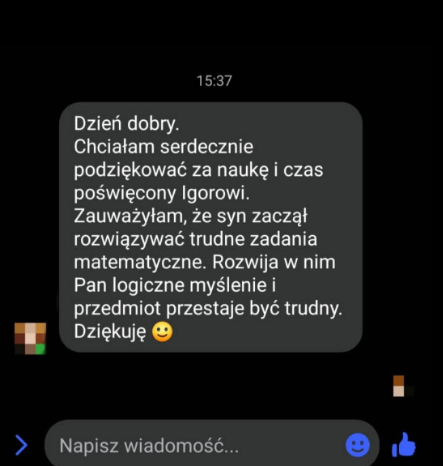 15:37
Dzień dobry.
Chciałam serdecznie
podziękować za naukę i czas
poświęcony Igorowi.
Zauważyłam, że syn zaczął
rozwiązywać trudne zadania
matematyczne. Rozwija w nim
Pan logiczne myślenie i
przedmiot przestaje być trudny.
Dziękuję 🙂
Napisz wiadomość...